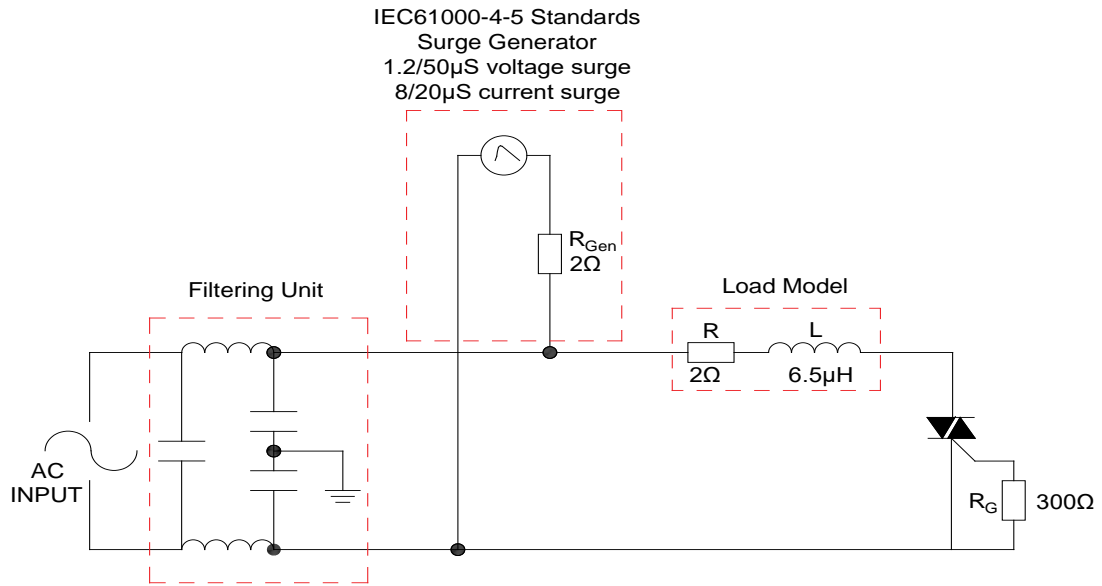 IEC61000-4-5 Standards
Surge Generator
1.2/50µS voltage surge
8/20µS current surge
RGen
2Ω
Filtering Unit
Load Model
R
L
2Ω
6.5µH
AC
INPUT
RG
300Ω